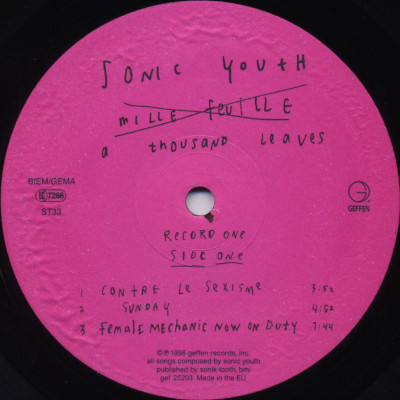 SONIC YOUTH
mille feuille
a thousand leaves
BIEM/GEMA
LC 7266
ST33
G
GEFFEN
RECORD ONE
SIDE ONE
1 CONTRE Le Sexisme 3:52
2 SUNDAY 4:52
3 Female Mechanic Now on Duty 7:44
©℗1998 geffen records, inc.
all songs composed by sonic youth
published by sonik tooth, bmi
gef 25203 Made in the EU